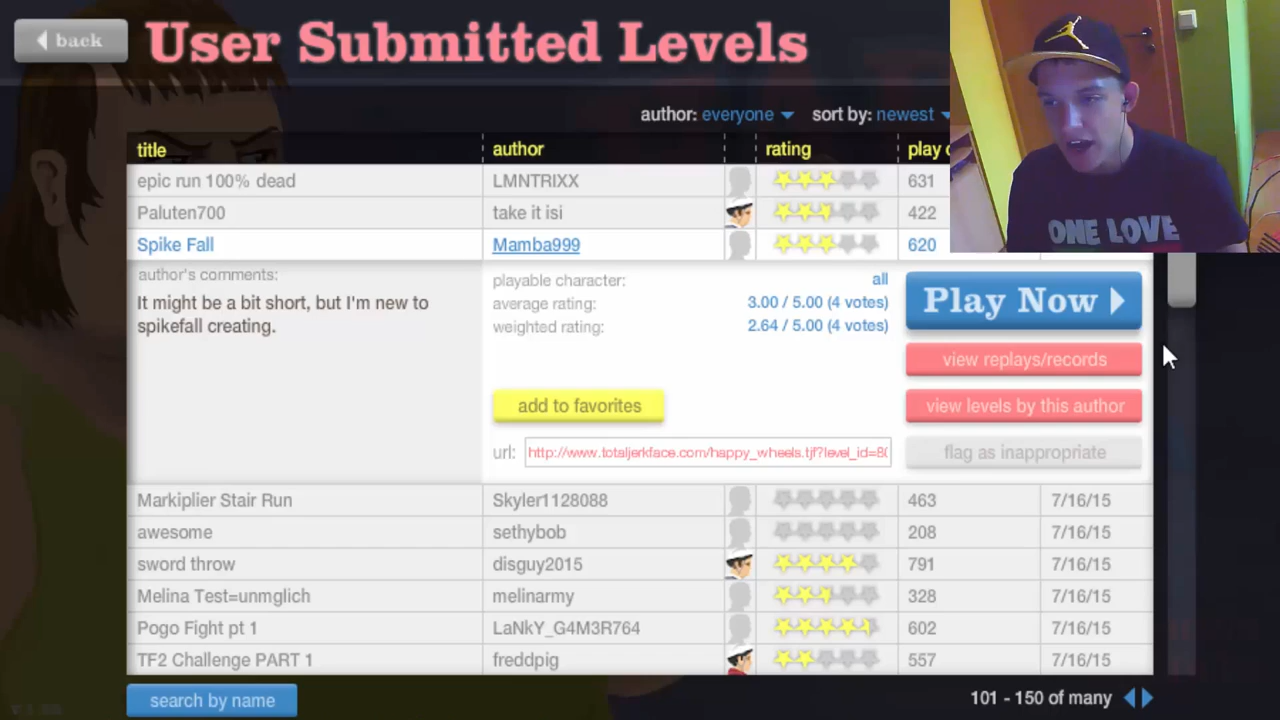 back
User Submitted Levels
author: everyone sort by: newest
title author rating play c
epic run 100% dead LMNTRIXX 631
Paluten700 take it isi 422
Spike Fall Mamba999 620
author's comments:
It might be a bit short, but I'm new to
spikefall creating.
playable character: all
average rating: 3.00 / 5.00 (4 votes)
weighted rating: 2.64 / 5.00 (4 votes)
add to favorites
url: http://www.totaljerkface.com/happy_wheels.tjf?level_id=8(
Play Now
view replays/records
view levels by this author
flag as inappropriate
Markiplier Stair Run Skyler1128088 463 7/16/15
awesome sethybob 208 7/16/15
sword throw disguy2015 791 7/16/15
Melina Test=unmglich melinarmy 328 7/16/15
Pogo Fight pt 1 LaNkY_G4M3R764 602 7/16/15
TF2 Challenge PART 1 freddpig 557 7/16/15
search by name
101 - 150 of many
ONE LOVE